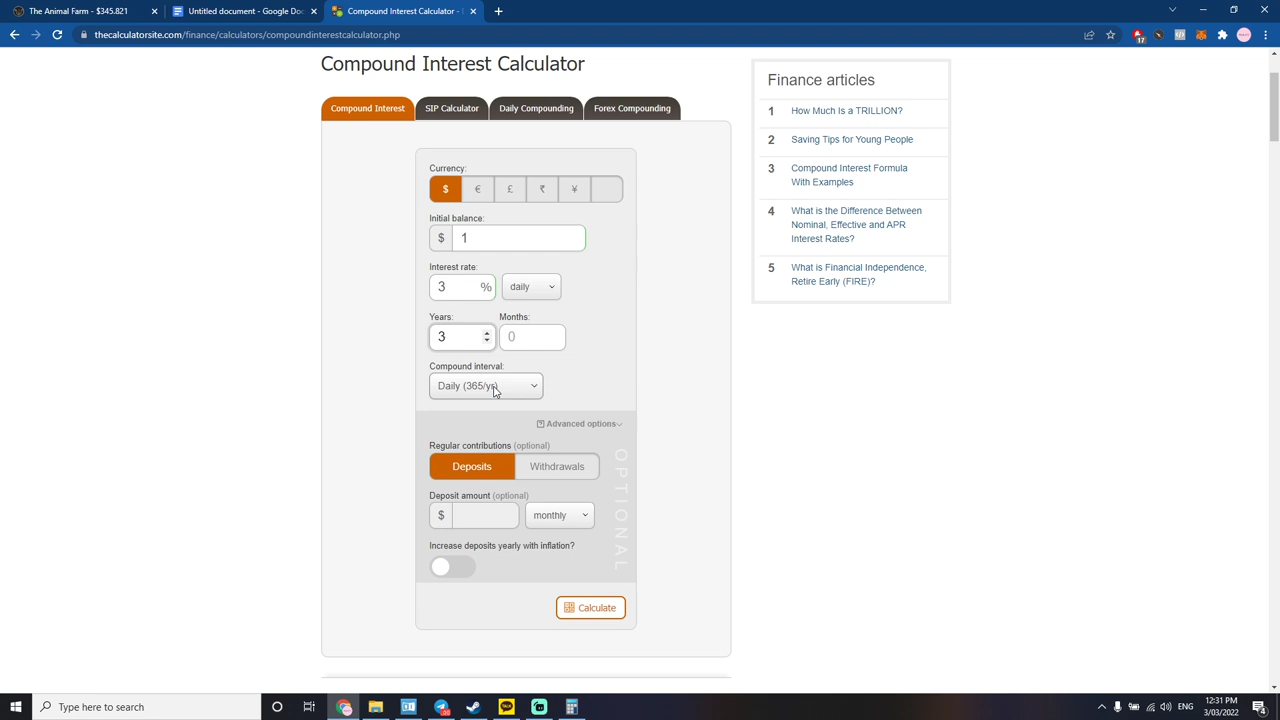 The Animal Farm - $345.821
Untitled document - Google Doc
Compound Interest Calculator -
thecalculatorsite.com/finance/calculators/compoundinterestcalculator.php
17
Compound Interest Calculator
Compound Interest
SIP Calculator
Daily Compounding
Forex Compounding
Currency:
$
€
£
₹
¥
Initial balance:
$ 1
Interest rate:
3 %
daily
Years:
Months:
3
0
Compound interval:
Daily (365/yr)
Advanced options
Regular contributions (optional)
Deposits
Withdrawals
Deposit amount (optional)
$
monthly
Increase deposits yearly with inflation?
OPTIONAL
Calculate
Finance articles
1 How Much Is a TRILLION?
2 Saving Tips for Young People
3 Compound Interest Formula
With Examples
4 What is the Difference Between
Nominal, Effective and APR
Interest Rates?
5 What is Financial Independence,
Retire Early (FIRE)?
Type here to search
TALK
ENG
12:31 PM
3/03/2022